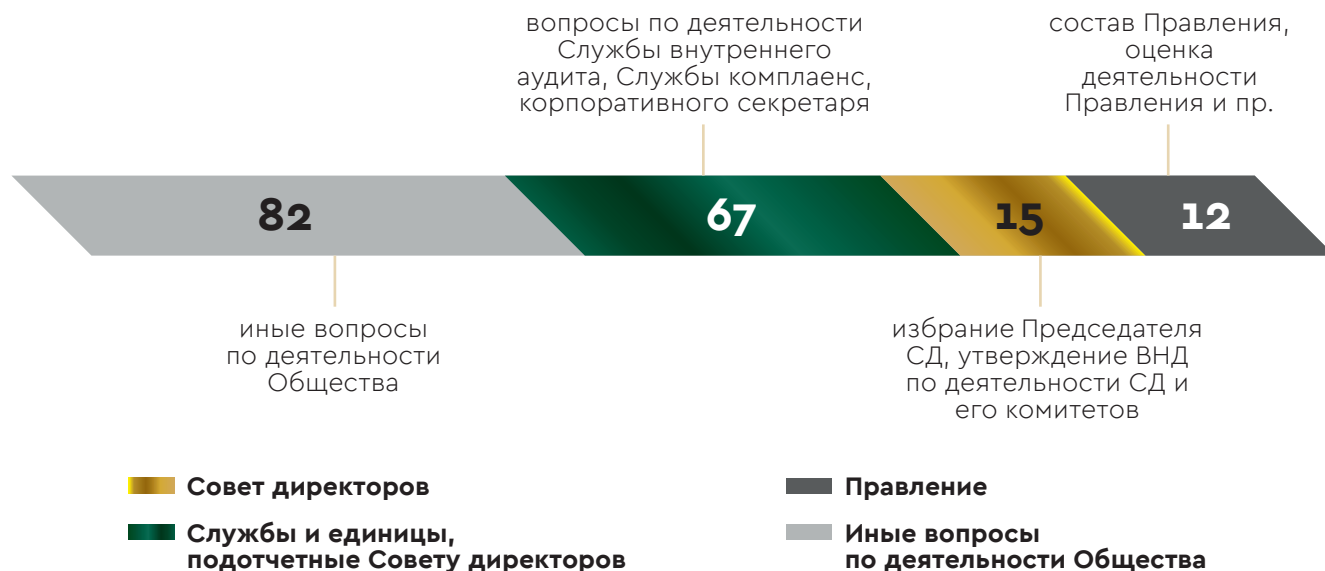 вопросы по деятельности
Службы внутреннего
аудита, Службы комплаенс,
корпоративного секретаря
состав Правления,
оценка
деятельности
Правления и пр.
82
67
15
12
иные вопросы
по деятельности
Общества
избрание Председателя
СД, утверждение ВНД
по деятельности СД и
его комитетов
Совет директоров
Службы и единицы,
подотчетные Совету директоров
Правление
Иные вопросы
по деятельности Общества